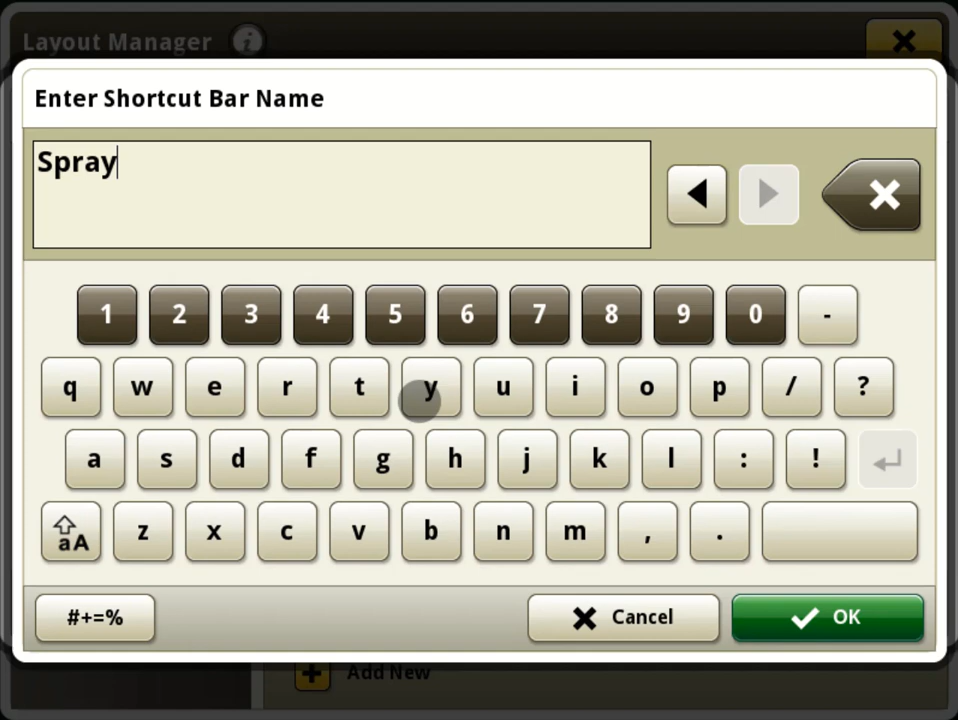 Layout Manager
Enter Shortcut Bar Name
Spray
1 2 3 4 5 6 7 8 9 0 -
q w e r t y u i o p / ?
a s d f g h j k l : !
aA z x c v b n m , .
#+=% Cancel OK
Add New